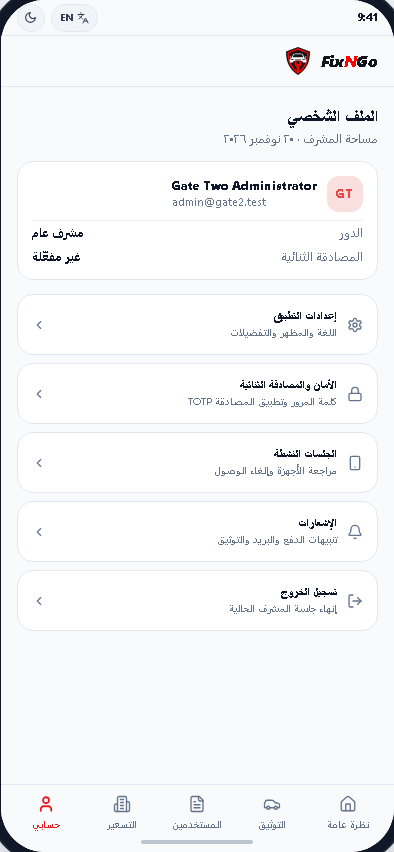 9:41
EN
FixNGo
الملف الشخصي
مساحة المشرف · ٢٠ نوفمبر ٢٠٢٦
GT
Gate Two Administrator
admin@gate2.test
الدور
مشرف عام
المصادقة الثنائية
غير مفعّلة
إعدادات التطبيق
اللغة والمظهر والتفضيلات
الأمان والمصادقة الثنائية
كلمة المرور وتطبيق المصادقة TOTP
الجلسات النشطة
مراجعة الأجهزة وإلغاء الوصول
الإشعارات
تنبيهات الدفع والبريد والتوثيق
تسجيل الخروج
إنهاء جلسة المشرف الحالية
نظرة عامة
التوثيق
المستخدمين
التسعير
حسابي